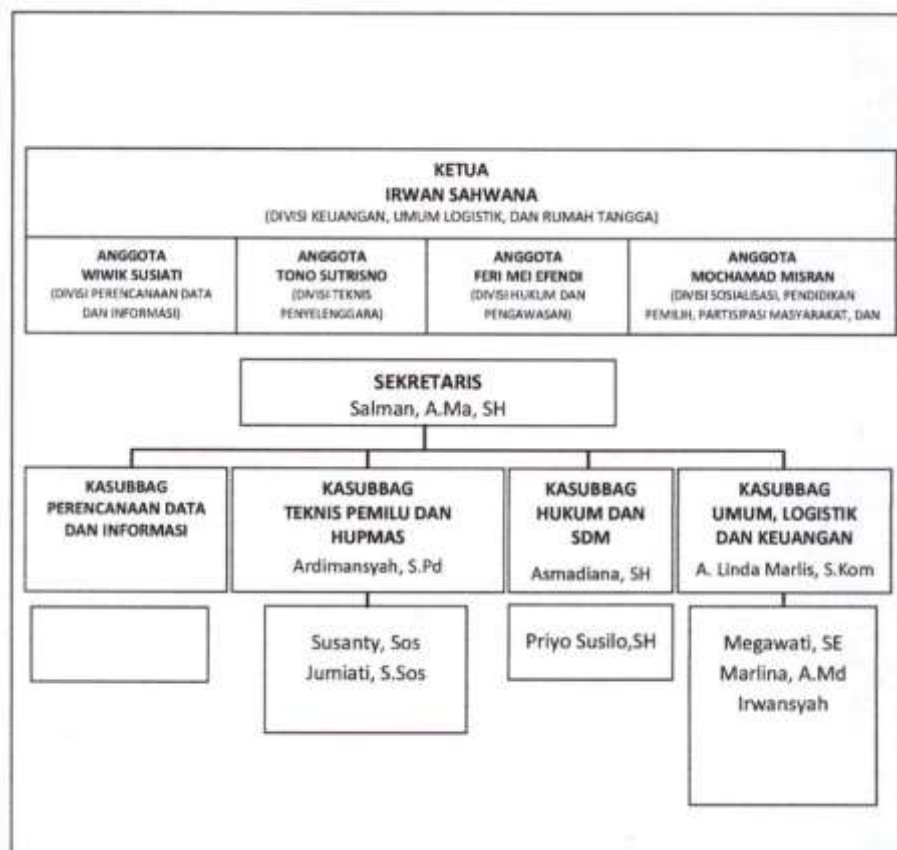 KETUA
IRWAN SAHWANA
(DIVISI KEUANGAN, UMUM LOGISTIK, DAN RUMAH TANGGA)
ANGGOTA
WIWIK SUSIATI
(DIVISI PERENCANAAN DATA
DAN INFORMASI)
ANGGOTA
TONO SUTRISNO
(DIVISI TEKNIS
PENYELENGGARA)
ANGGOTA
FERI MEI EFENDI
(DIVISI HUKUM DAN
PENGAWASAN)
ANGGOTA
MOCHAMAD MISRAN
(DIVISI SOSIALISASI, PENDIDIKAN
PEMILIH, PARTISIPASI MASYARAKAT, DAN
SEKRETARIS
Salman, A.Ma, SH
KASUBBAG
PERENCANAAN DATA
DAN INFORMASI
KASUBBAG
TEKNIS PEMILU DAN
HUPMAS
Ardimansyah, S.Pd
KASUBBAG
HUKUM DAN
SDM
Asmadiana, SH
KASUBBAG
UMUM, LOGISTIK
DAN KEUANGAN
A. Linda Marlis, S.Kom
Susanty, Sos
Jumiati, S.Sos
Priyo Susilo,SH
Megawati, SE
Marlina, A.Md
Irwansyah